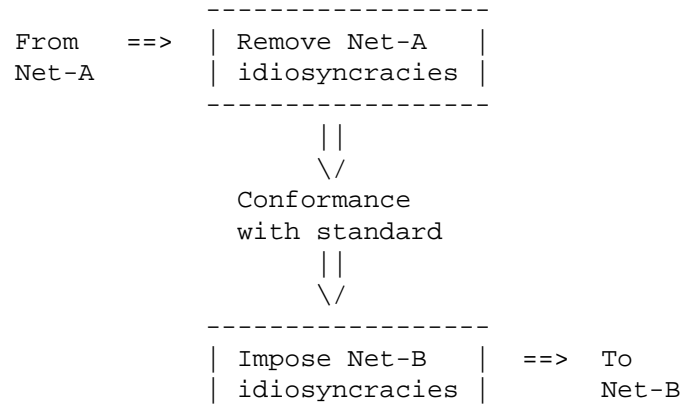 ------------------
From   ==>  | Remove Net-A   |
Net-A       | idiosyncracies |
------------------
||
\/
Conformance
with standard
||
\/
------------------
| Impose Net-B   |  ==>  To
| idiosyncracies |       Net-B